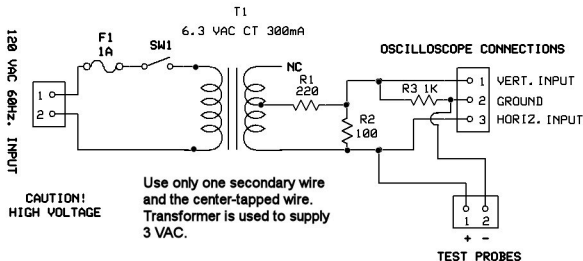 T1
6.3 VAC CT 300mA
F1
1A
SW1
120 VAC 60Hz. INPUT
1
2
NC
R1
220
R2
100
R3 1K
OSCILLOSCOPE CONNECTIONS
1 VERT. INPUT
2 GROUND
3 HORIZ. INPUT
CAUTION!
HIGH VOLTAGE
Use only one secondary wire
and the center-tapped wire.
Transformer is used to supply
3 VAC.
1 2
+ -
TEST PROBES